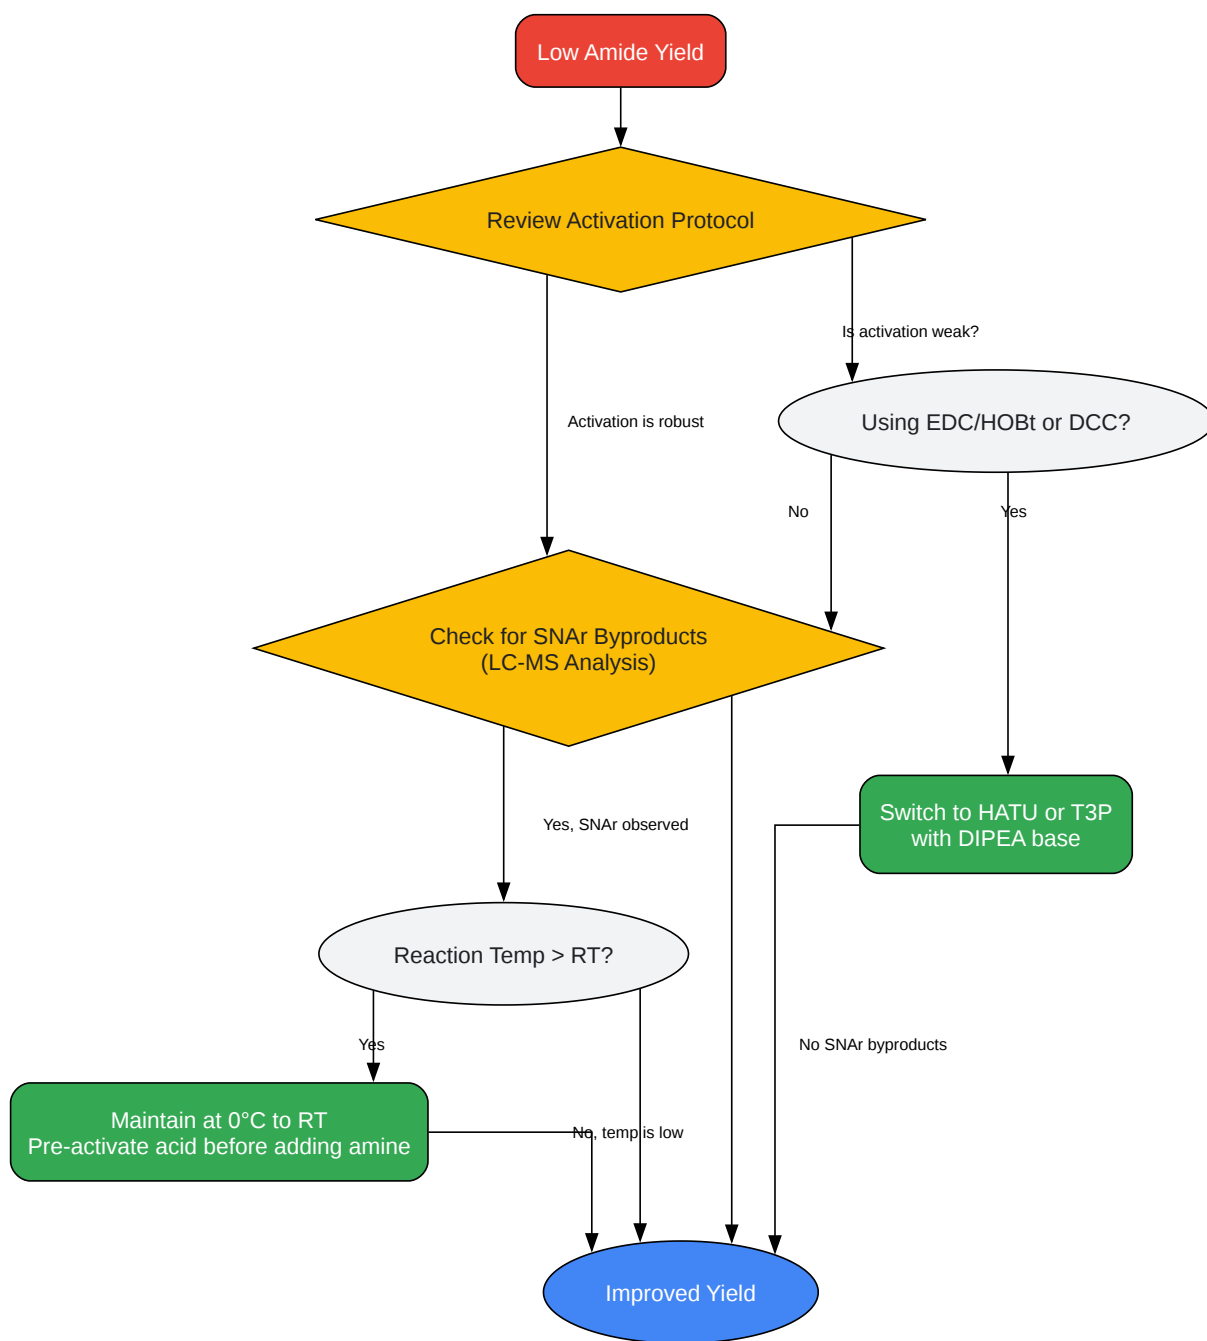 Low Amide Yield
Review Activation Protocol
Is activation weak?
Activation is robust
Using EDC/HOBt or DCC?
No
Yes
Check for SNAr Byproducts
(LC-MS Analysis)
Switch to HATU or T3P
with DIPEA base
Yes, SNAr observed
Reaction Temp > RT?
Yes
No SNAr byproducts
Maintain at 0°C to RT
Pre-activate acid before adding amine
No, temp is low
Improved Yield